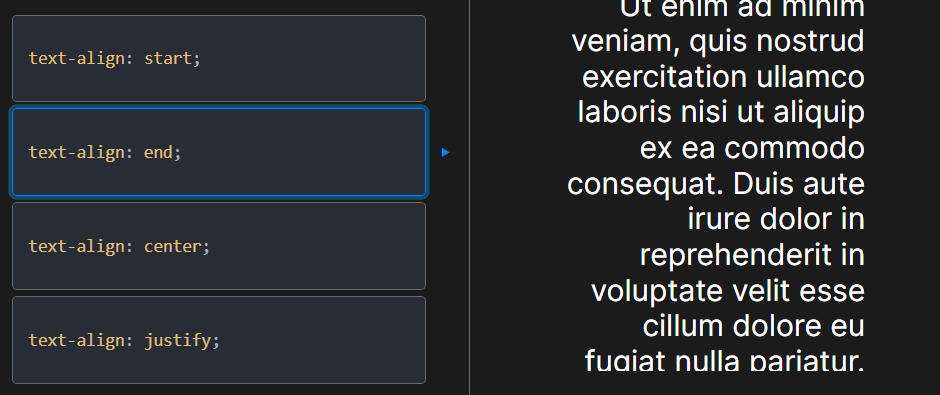 text-align: start;
text-align: end;
text-align: center;
text-align: justify;
Ut enim ad minim
veniam, quis nostrud
exercitation ullamco
laboris nisi ut aliquip
ex ea commodo
consequat. Duis aute
irure dolor in
reprehenderit in
voluptate velit esse
cillum dolore eu
fugiat nulla pariatur.